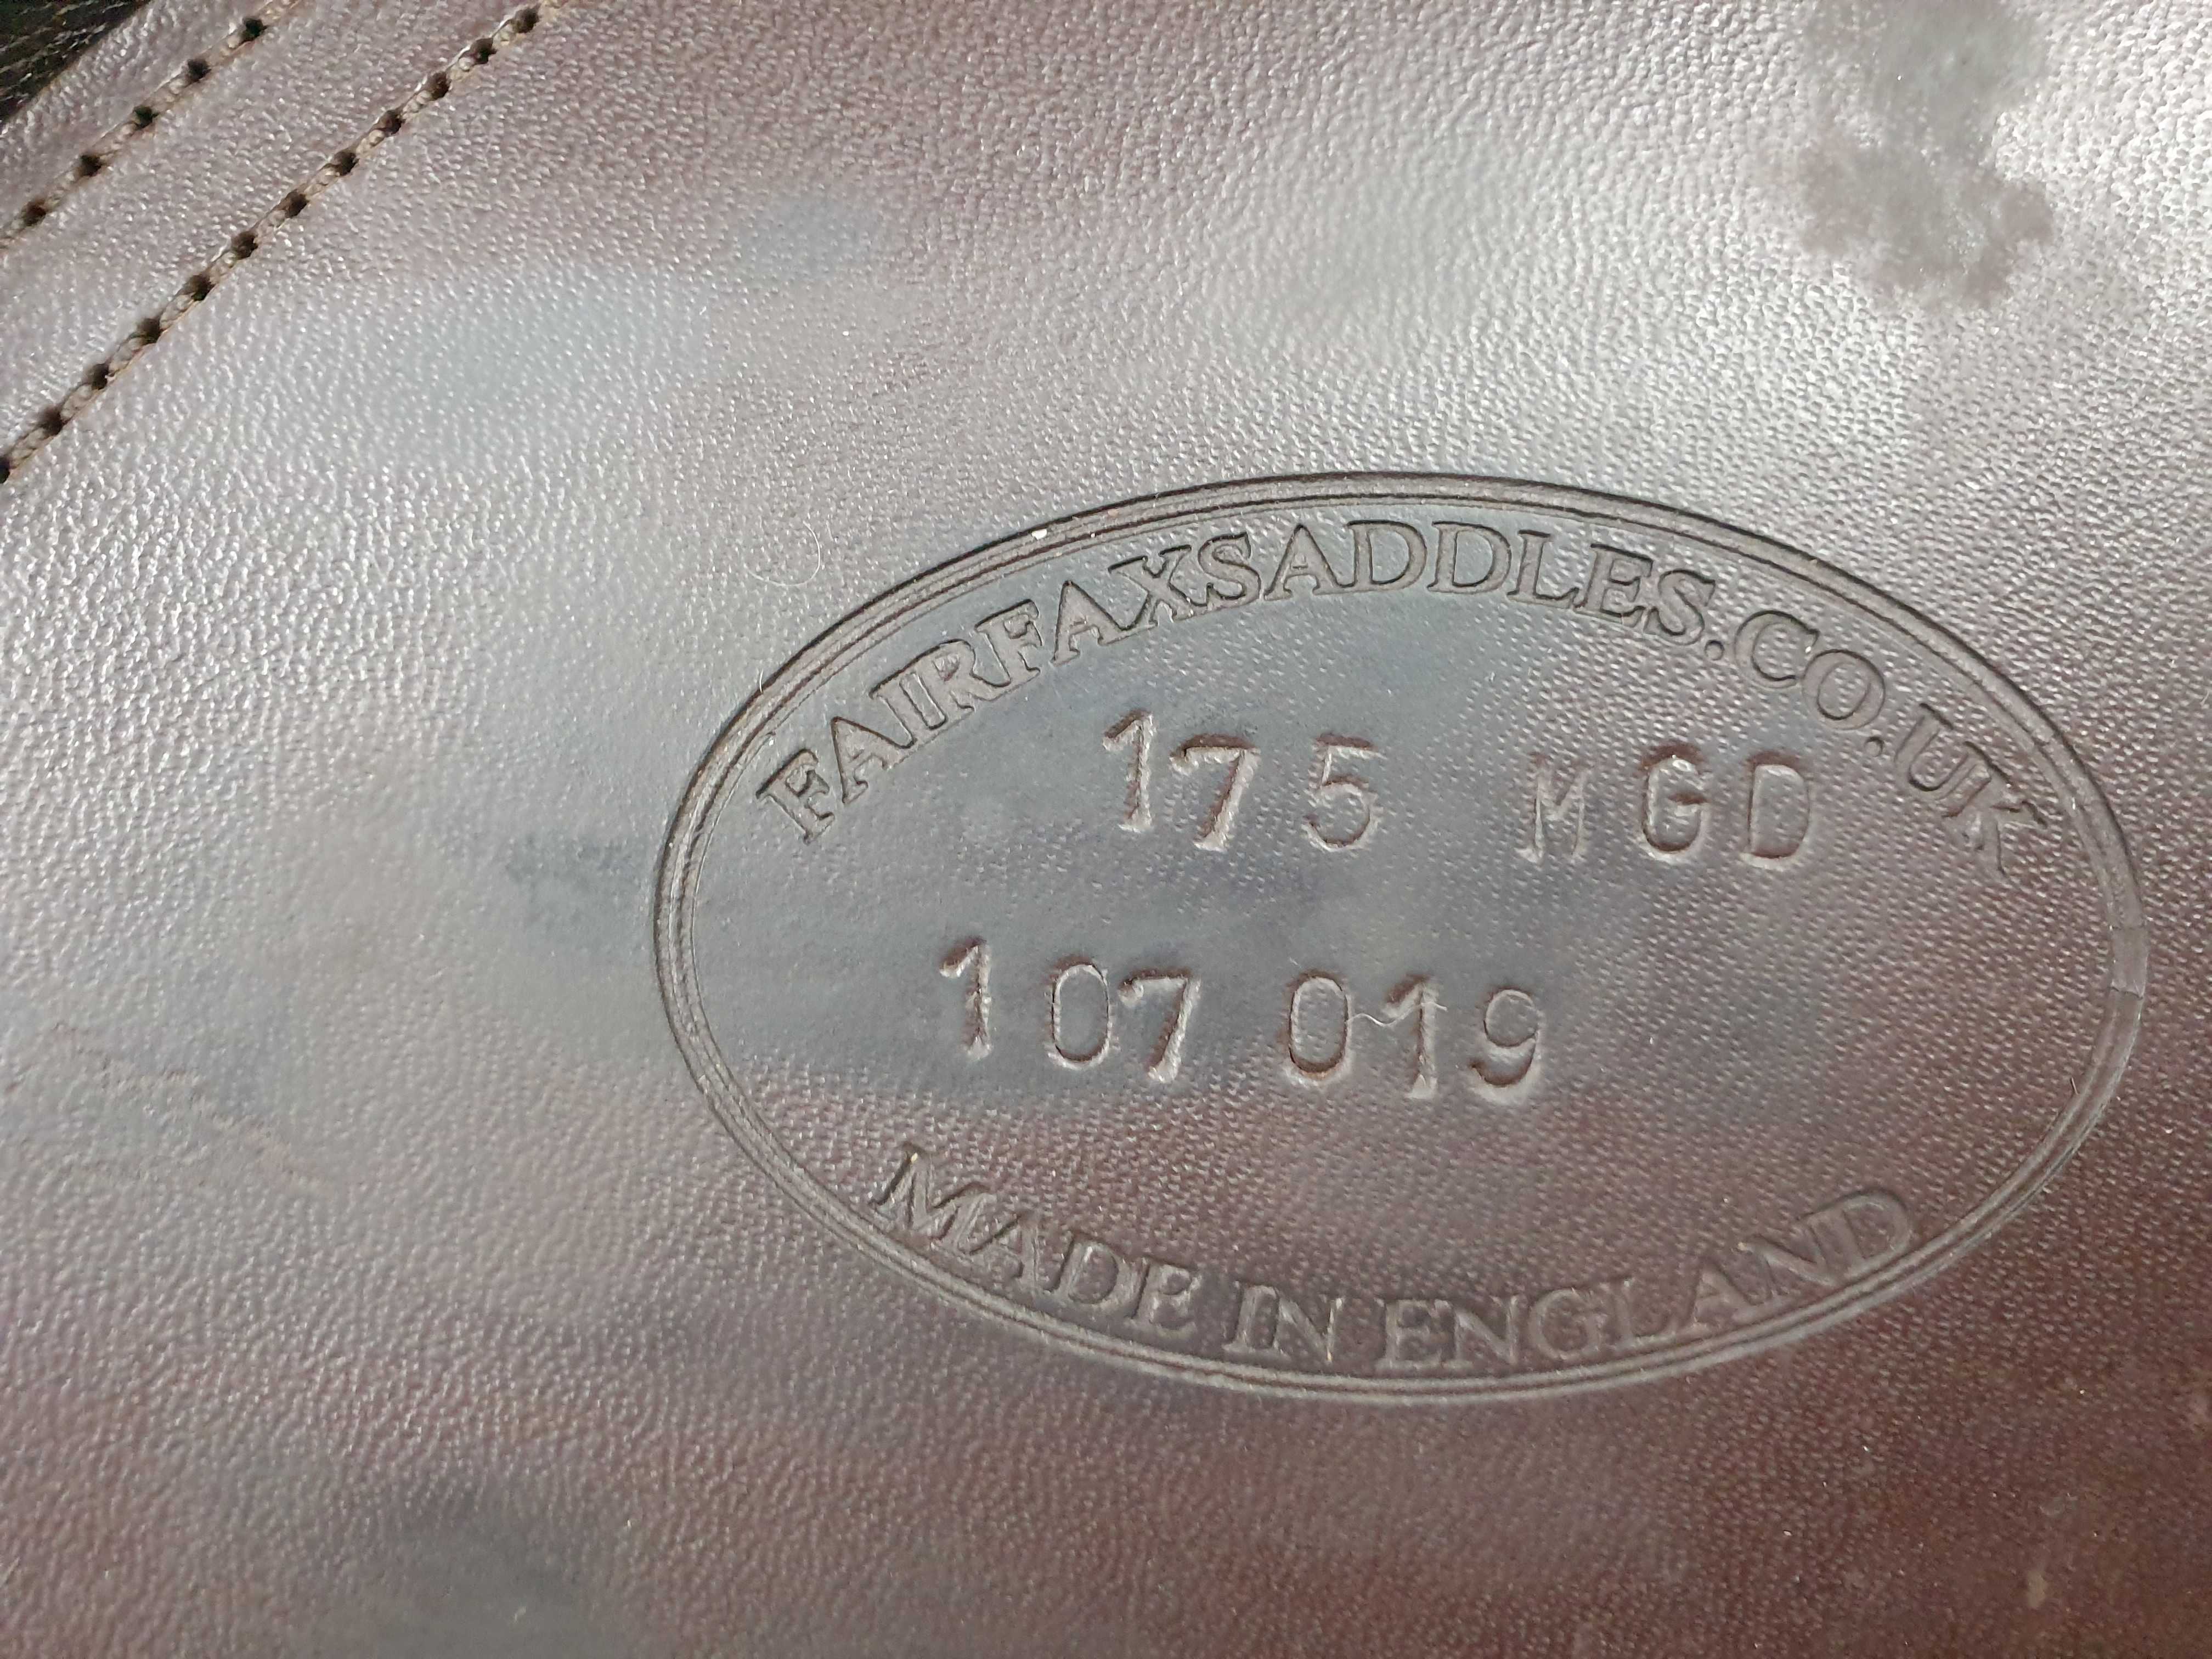 FAIRFAXSADDLES.CO.UK
175 MGD
107 019
MADE IN ENGLAND